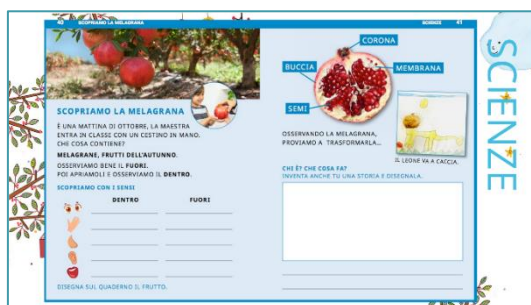 40 SCOPRIAMO LA MELAGRANA
SCIENZE 41
SCOPRIAMO LA MELAGRANA
È UNA MATTINA DI OTTOBRE, LA MAESTRA
ENTRA IN CLASSE CON UN CESTINO IN MANO.
CHE COSA CONTIENE?
MELAGRANE, FRUTTI DELL'AUTUNNO.
OSSERVIAMO BENE IL FUORI.
POI APRIAMOLI E OSSERVIAMO IL DENTRO.
SCOPRIAMO CON I SENSI
DENTRO FUORI
DISEGNA SUL QUADERNO IL FRUTTO.
CORONA
BUCCIA
MEMBRANA
SEMI
OSSERVANDO LA MELAGRANA,
PROVIAMO A TRASFORMARLA...
IL LEONE VA A CACCIA.
CHI È? CHE COSA FA?
INVENTA ANCHE TU UNA STORIA E DISEGNALA.
SCIENZE